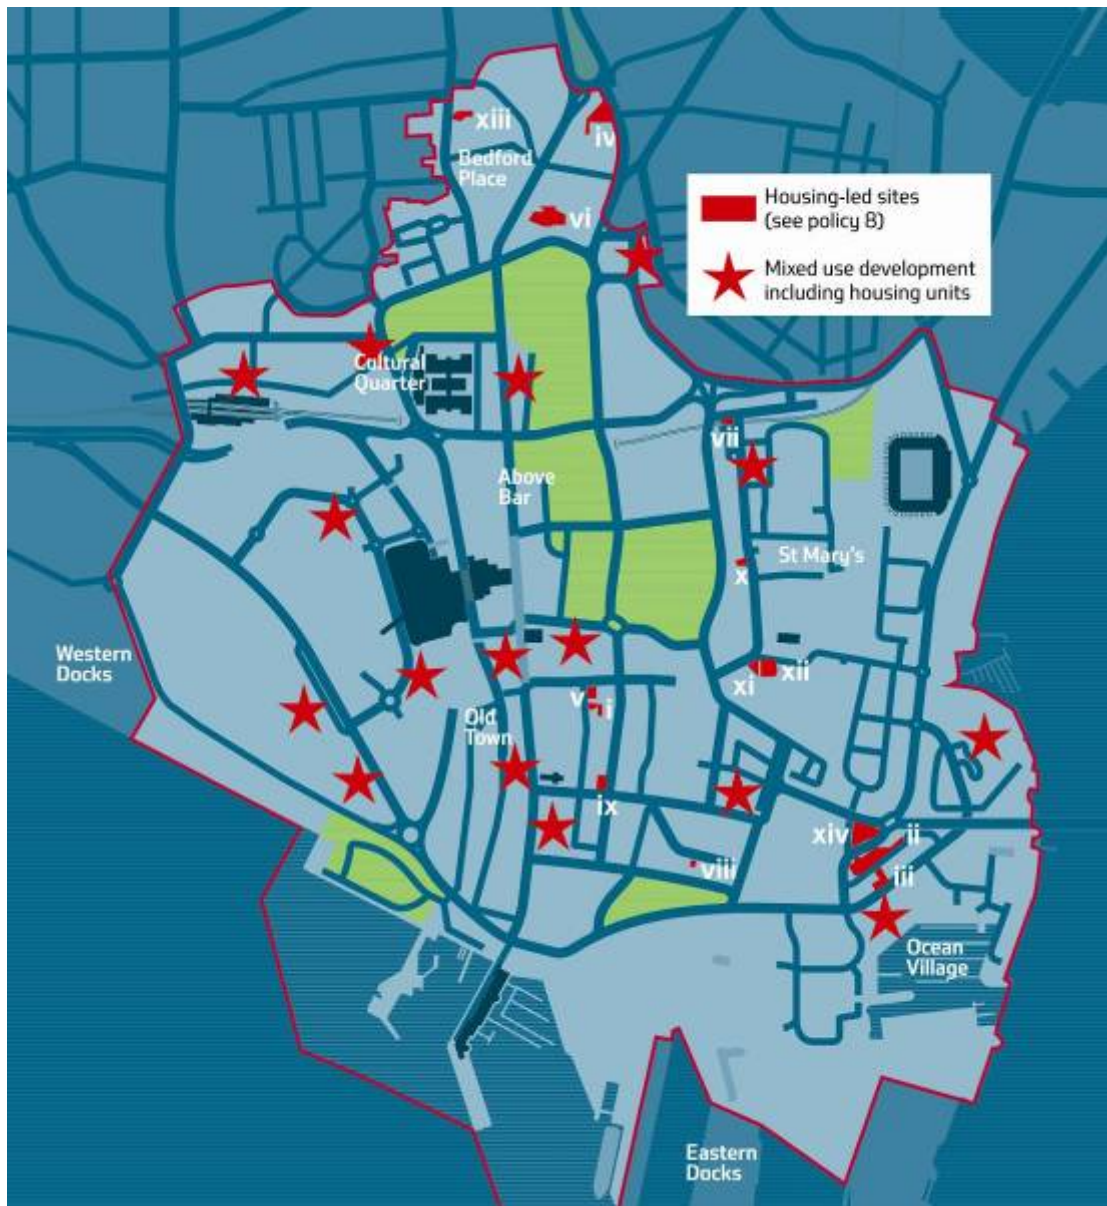 xiii
iv
Bedford
Place
vi
Housing-led sites
(see policy 8)
Mixed use development
including housing units
Cultural
Quarter
vii
Above
Bar
x
St Mary's
Western
Docks
xi
xii
v
i
Old
Town
ix
xiv
ii
viii
iii
Ocean
Village
Eastern
Docks